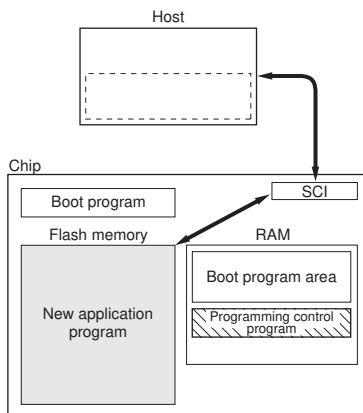 Host
Chip
SCI
Boot program
Flash memory
RAM
New application
program
Boot program area
Programming control
program